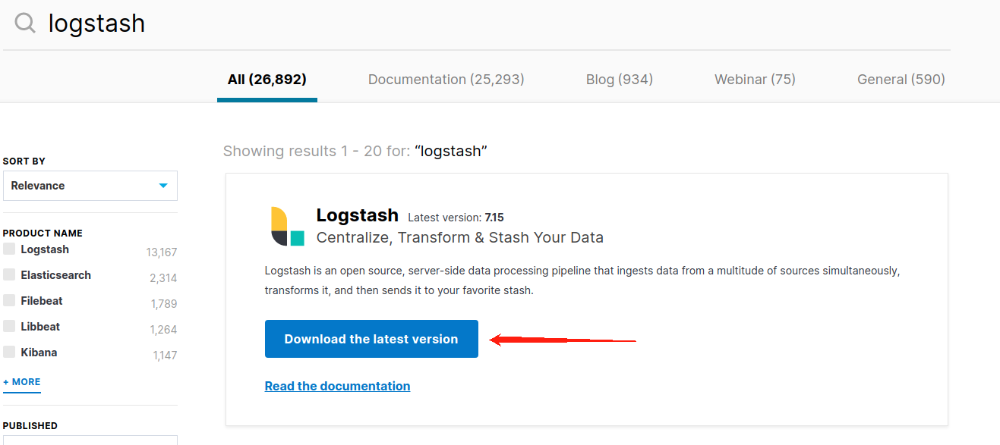 logstash
All (26,892) Documentation (25,293) Blog (934) Webinar (75) General (590)
Showing results 1 - 20 for: “logstash”
SORT BY
Relevance
PRODUCT NAME
Logstash 13,167
Elasticsearch 2,314
Filebeat 1,789
Libbeat 1,264
Kibana 1,147
+ MORE
PUBLISHED
Logstash Latest version: 7.15
Centralize, Transform & Stash Your Data
Logstash is an open source, server-side data processing pipeline that ingests data from a multitude of sources simultaneously,
transforms it, and then sends it to your favorite stash.
Download the latest version
Read the documentation